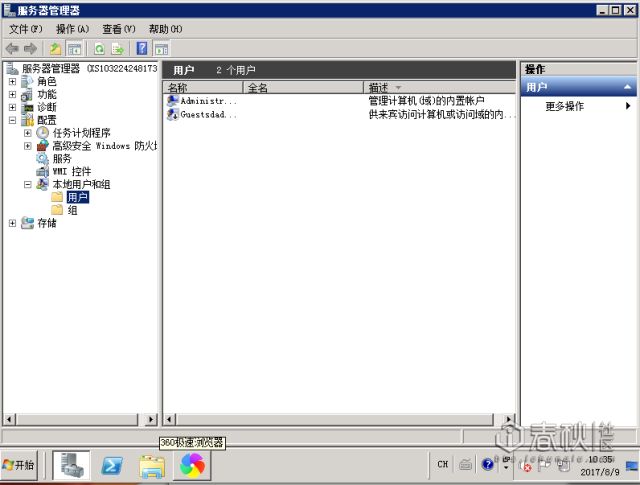 服务器管理器
文件(F) 操作(A) 查看(V) 帮助(H)
服务器管理器 (XS103224248173
角色
功能
诊断
配置
任务计划程序
高级安全 Windows 防火墙
服务
WMI 控件
本地用户和组
用户
组
存储
用户 2 个用户
名称 全名 描述
Administr... 管理计算机(域)的内置帐户
Guestsdad... 供来宾访问计算机或访问域的内...
操作
用户
更多操作
360极速浏览器
开始
CH
10:35
2017/8/9
春秋